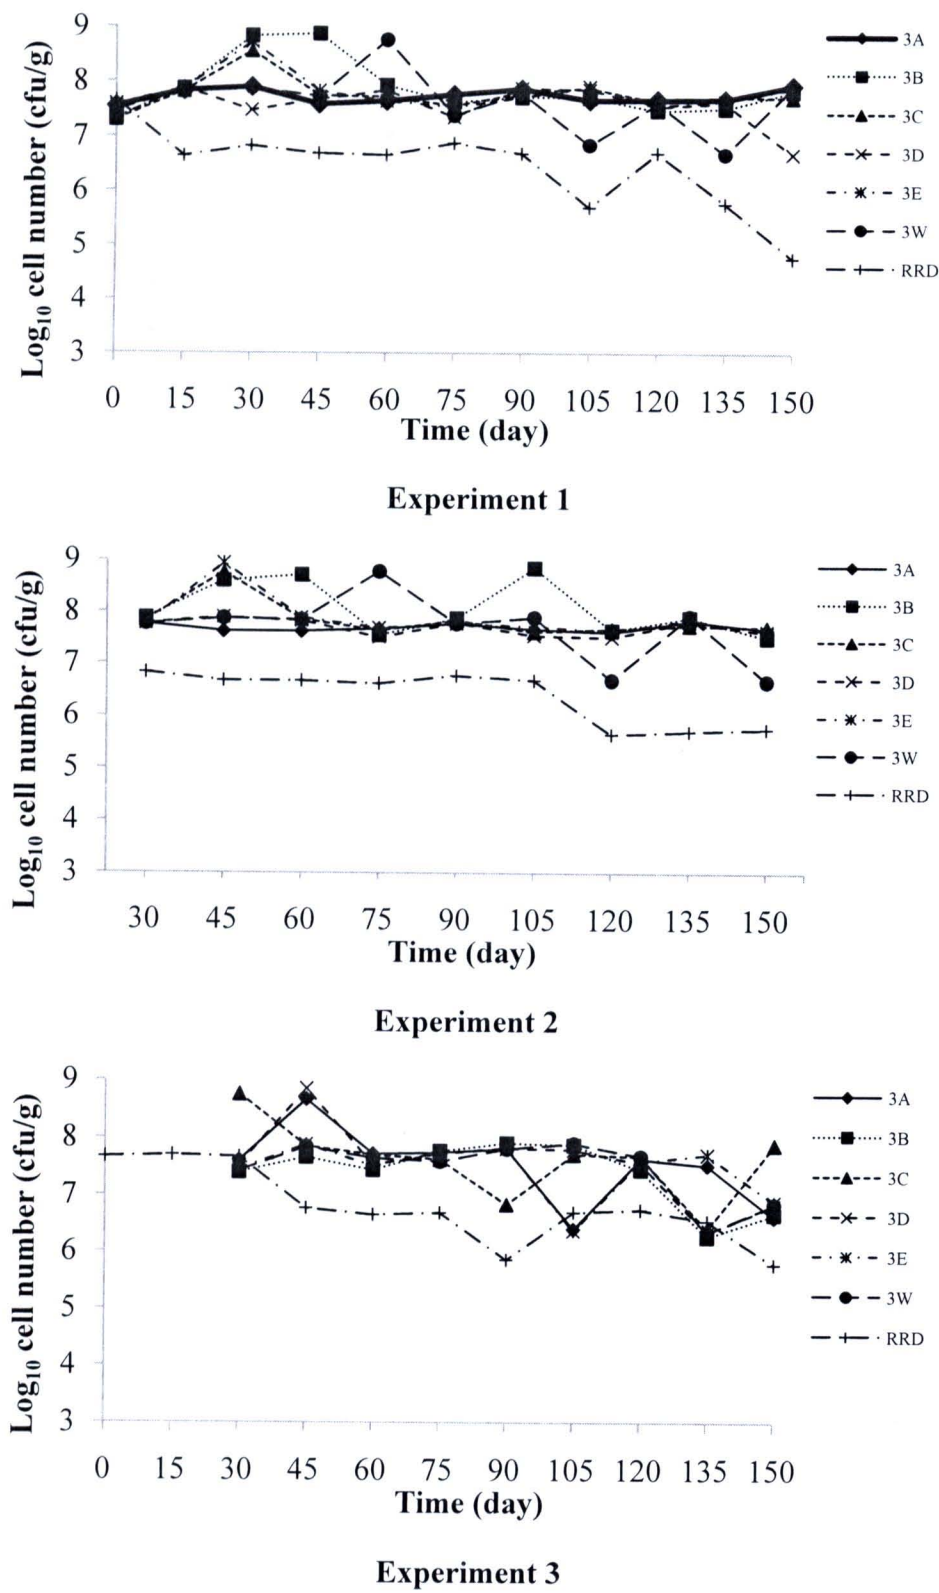 Log₁₀ cell number (cfu/g)
9
8
7
6
5
4
3
0 15 30 45 60 75 90 105 120 135 150
Time (day)
3A
3B
3C
3D
3E
3W
RRD
Experiment 1
Log₁₀ cell number (cfu/g)
9
8
7
6
5
4
3
30 45 60 75 90 105 120 135 150
Time (day)
3A
3B
3C
3D
3E
3W
RRD
Experiment 2
Log₁₀ cell number (cfu/g)
9
8
7
6
5
4
3
0 15 30 45 60 75 90 105 120 135 150
Time (day)
3A
3B
3C
3D
3E
3W
RRD
Experiment 3